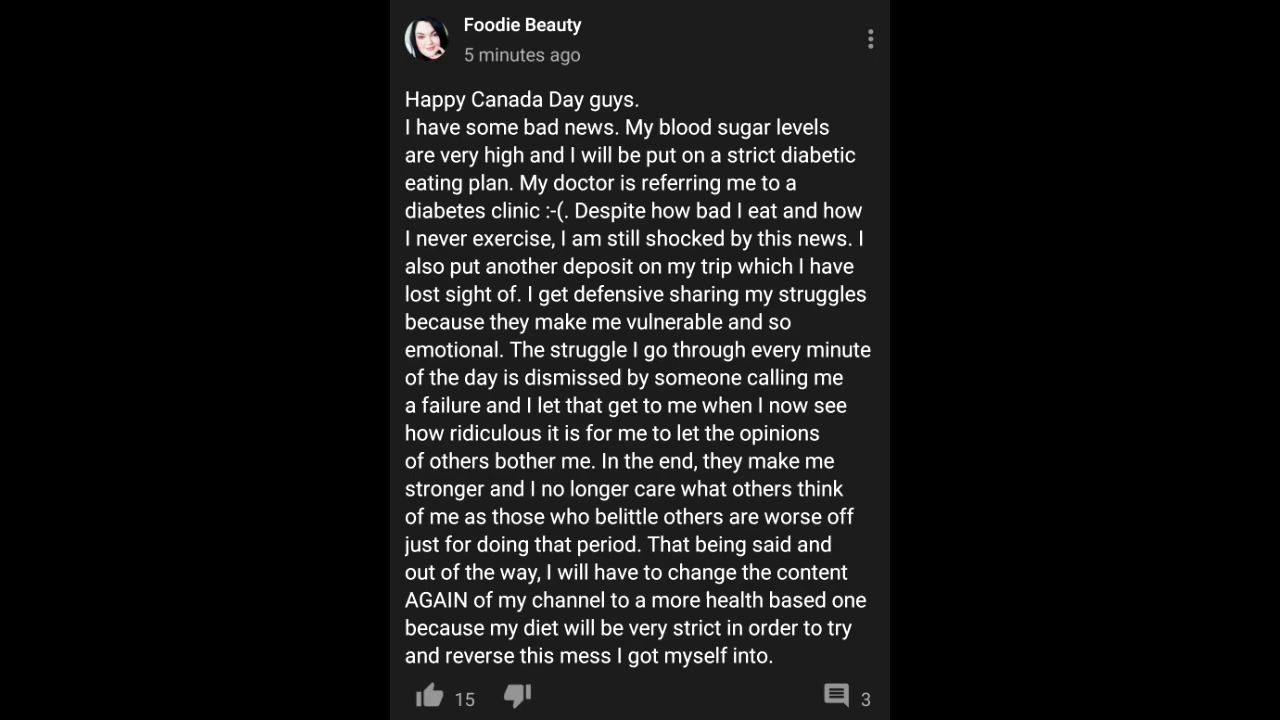 Foodie Beauty
5 minutes ago
Happy Canada Day guys.
I have some bad news. My blood sugar levels
are very high and I will be put on a strict diabetic
eating plan. My doctor is referring me to a
diabetes clinic :-(. Despite how bad I eat and how
I never exercise, I am still shocked by this news. I
also put another deposit on my trip which I have
lost sight of. I get defensive sharing my struggles
because they make me vulnerable and so
emotional. The struggle I go through every minute
of the day is dismissed by someone calling me
a failure and I let that get to me when I now see
how ridiculous it is for me to let the opinions
of others bother me. In the end, they make me
stronger and I no longer care what others think
of me as those who belittle others are worse off
just for doing that period. That being said and
out of the way, I will have to change the content
AGAIN of my channel to a more health based one
because my diet will be very strict in order to try
and reverse this mess I got myself into.
15 3